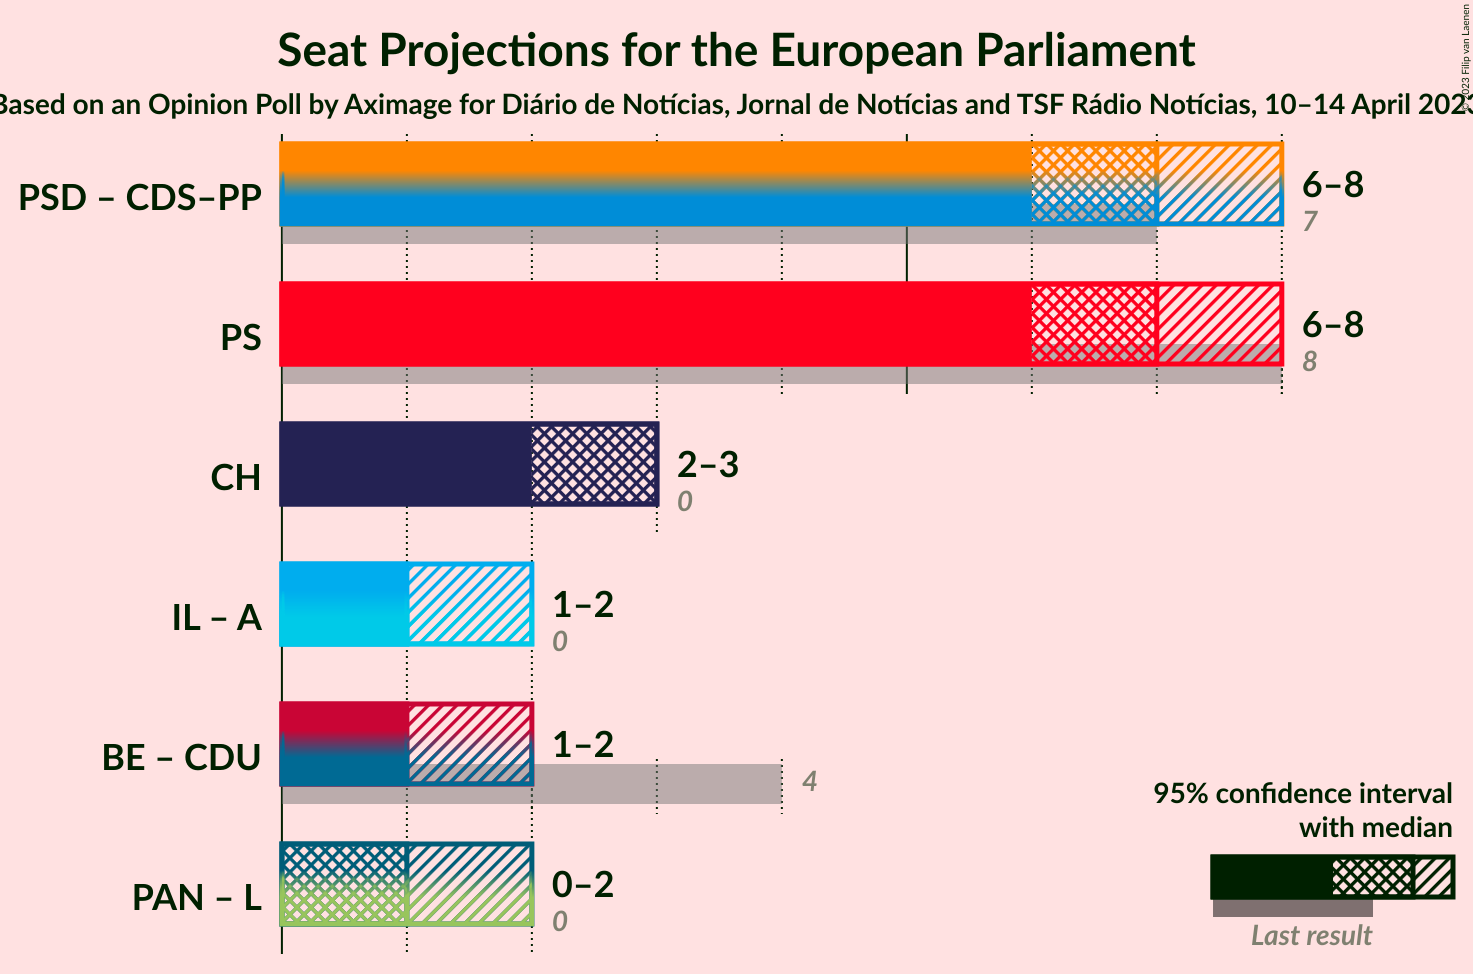 Seat Projections for the European Parliament
Based on an Opinion Poll by Aximage for Diário de Notícias, Jornal de Notícias and TSF Rádio Notícias, 10–14 April 2023
© 2023 Filip van Laenen
PSD – CDS–PP
6–8
7
PS
6–8
8
CH
2–3
0
IL – A
1–2
0
BE – CDU
1–2
4
PAN – L
0–2
0
95% confidence interval
with median
Last result